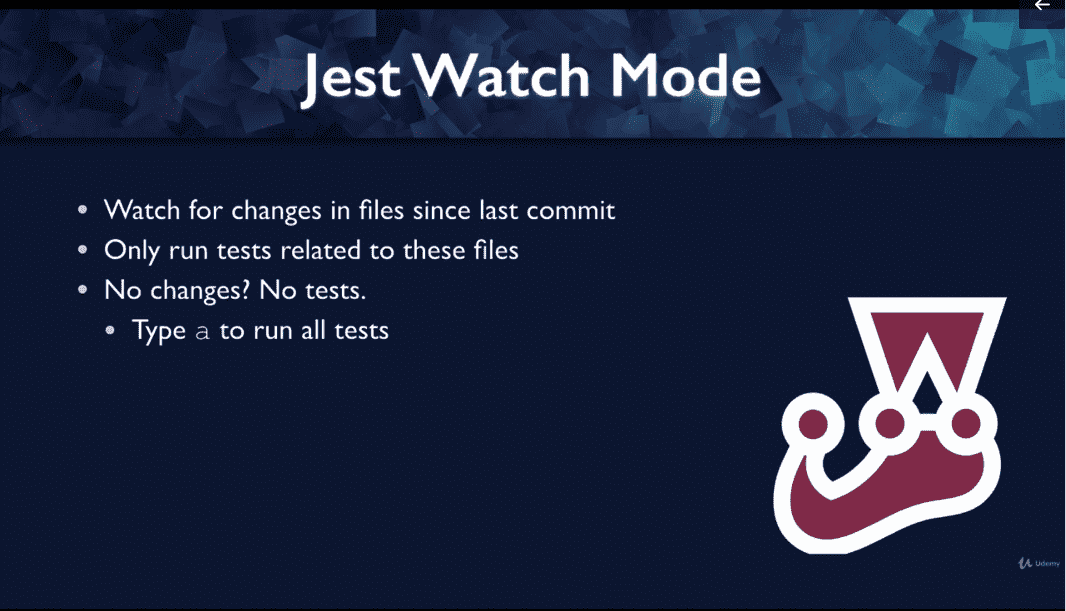 Jest Watch Mode
Watch for changes in files since last commit
Only run tests related to these files
No changes? No tests.
Type a to run all tests
Udemy